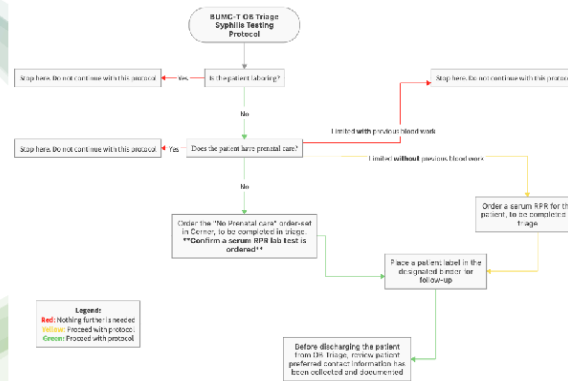 BUMC-T OB Triage
Syphilis Testing
Protocol
Stop here. Do not continue with this protocol
Yes
Is the patient laboring?
Stop here. Do not continue with this protoco
No
Limited with previous blood work
Stop here. Do not continue with this protocol
Yes
Does the patient have prenatal care?
Limited without previous blood work
No
Order the "No Prenatal care" order-set
in Cerner, to be completed in triage.
**Confirm a serum RPR lab test is
ordered**
Order a serum RPR for th
patient, to be completed
triage
Place a patient label in the
designated binder for
follow-up
Legend:
Red: Nothing further is needed
Yellow: Proceed with protocol
Green: Proceed with protocol
Before discharging the patient
from OB Triage, review patient
preferred contact information has
been collected and documented